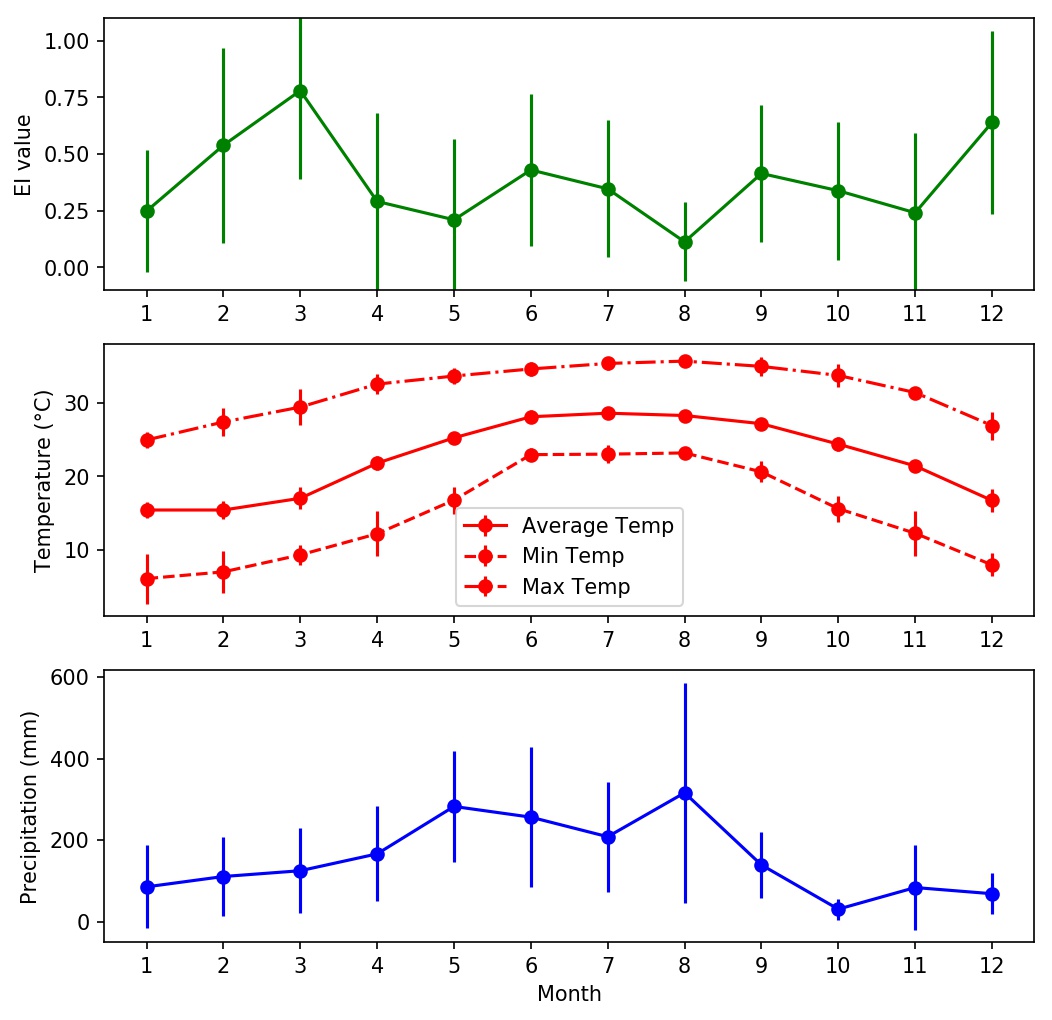 EI value
1.00
0.75
0.50
0.25
0.00
1 2 3 4 5 6 7 8 9 10 11 12
Temperature (°C)
30
20
10
Average Temp
Min Temp
Max Temp
1 2 3 4 5 6 7 8 9 10 11 12
Precipitation (mm)
600
400
200
0
1 2 3 4 5 6 7 8 9 10 11 12
Month